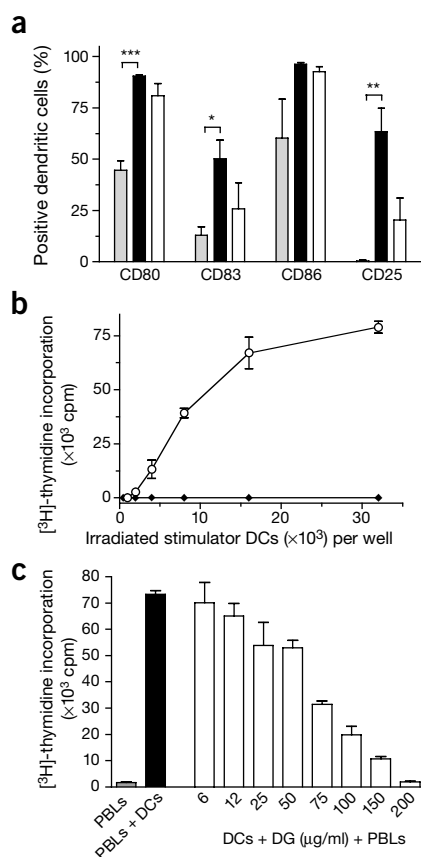 a
Positive dendritic cells (%)
100
75
50
25
0
***
*
**
CD80 CD83 CD86 CD25
b
[³H]-thymidine incorporation
(×10³ cpm)
75
50
25
0
0 10 20 30
Irradiated stimulator DCs (×10³) per well
c
[³H]-thymidine incorporation
(×10³ cpm)
80
70
60
50
40
30
20
10
0
PBLs
PBLs + DCs
6 12 25 50 75 100 150 200
DCs + DG (μg/ml) + PBLs